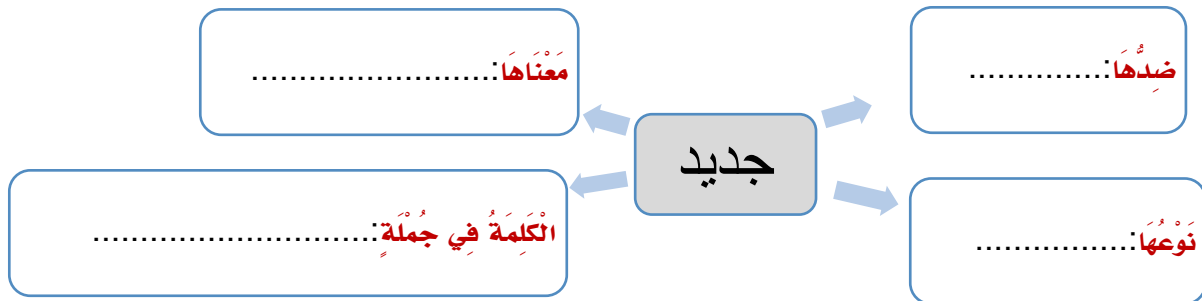 ضِدُّهَا:..............
مَعْنَاهَا:.........................
جديد
نَوْعُهَا:................
الْكَلِمَةُ فِي جُمْلَةٍ:.............................